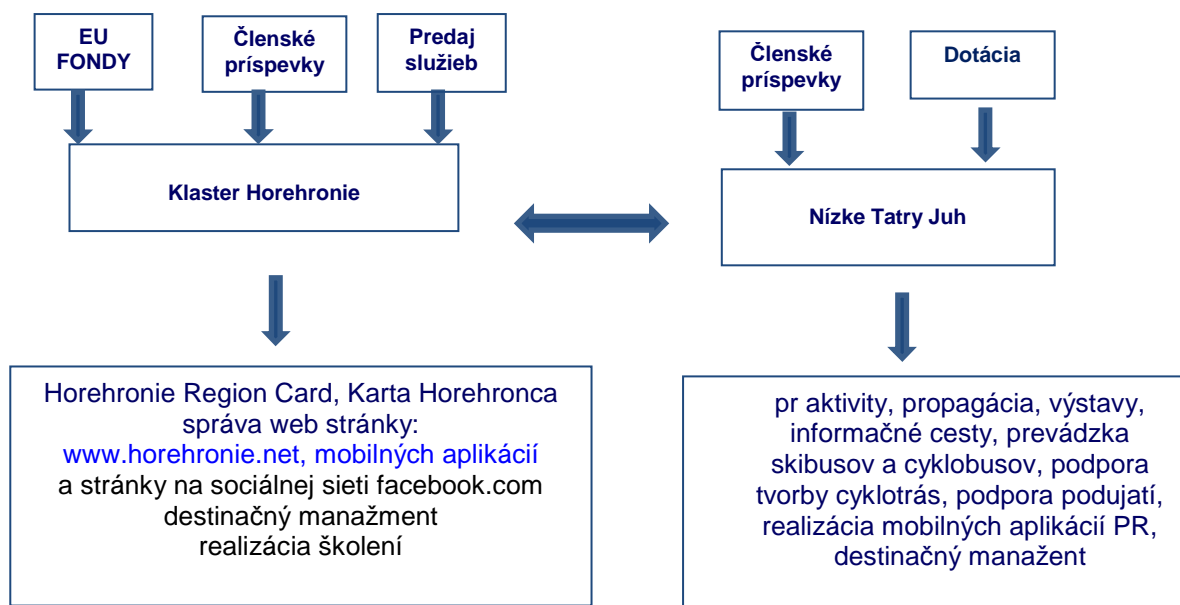 EU
FONDY
Členské
príspevky
Predaj
služieb
Členské
príspevky
Dotácia
Klaster Horehronie
Nízke Tatry Juh
Horehronie Region Card, Karta Horehronca
správa web stránky:
www.horehronie.net, mobilných aplikácií
a stránky na sociálnej sieti facebook.com
destinačný manažment
realizácia školení
pr aktivity, propagácia, výstavy,
informačné cesty, prevádzka
skibusov a cyklobusov, podpora
tvorby cyklotrás, podpora podujatí,
realizácia mobilných aplikácií PR,
destinačný manažent